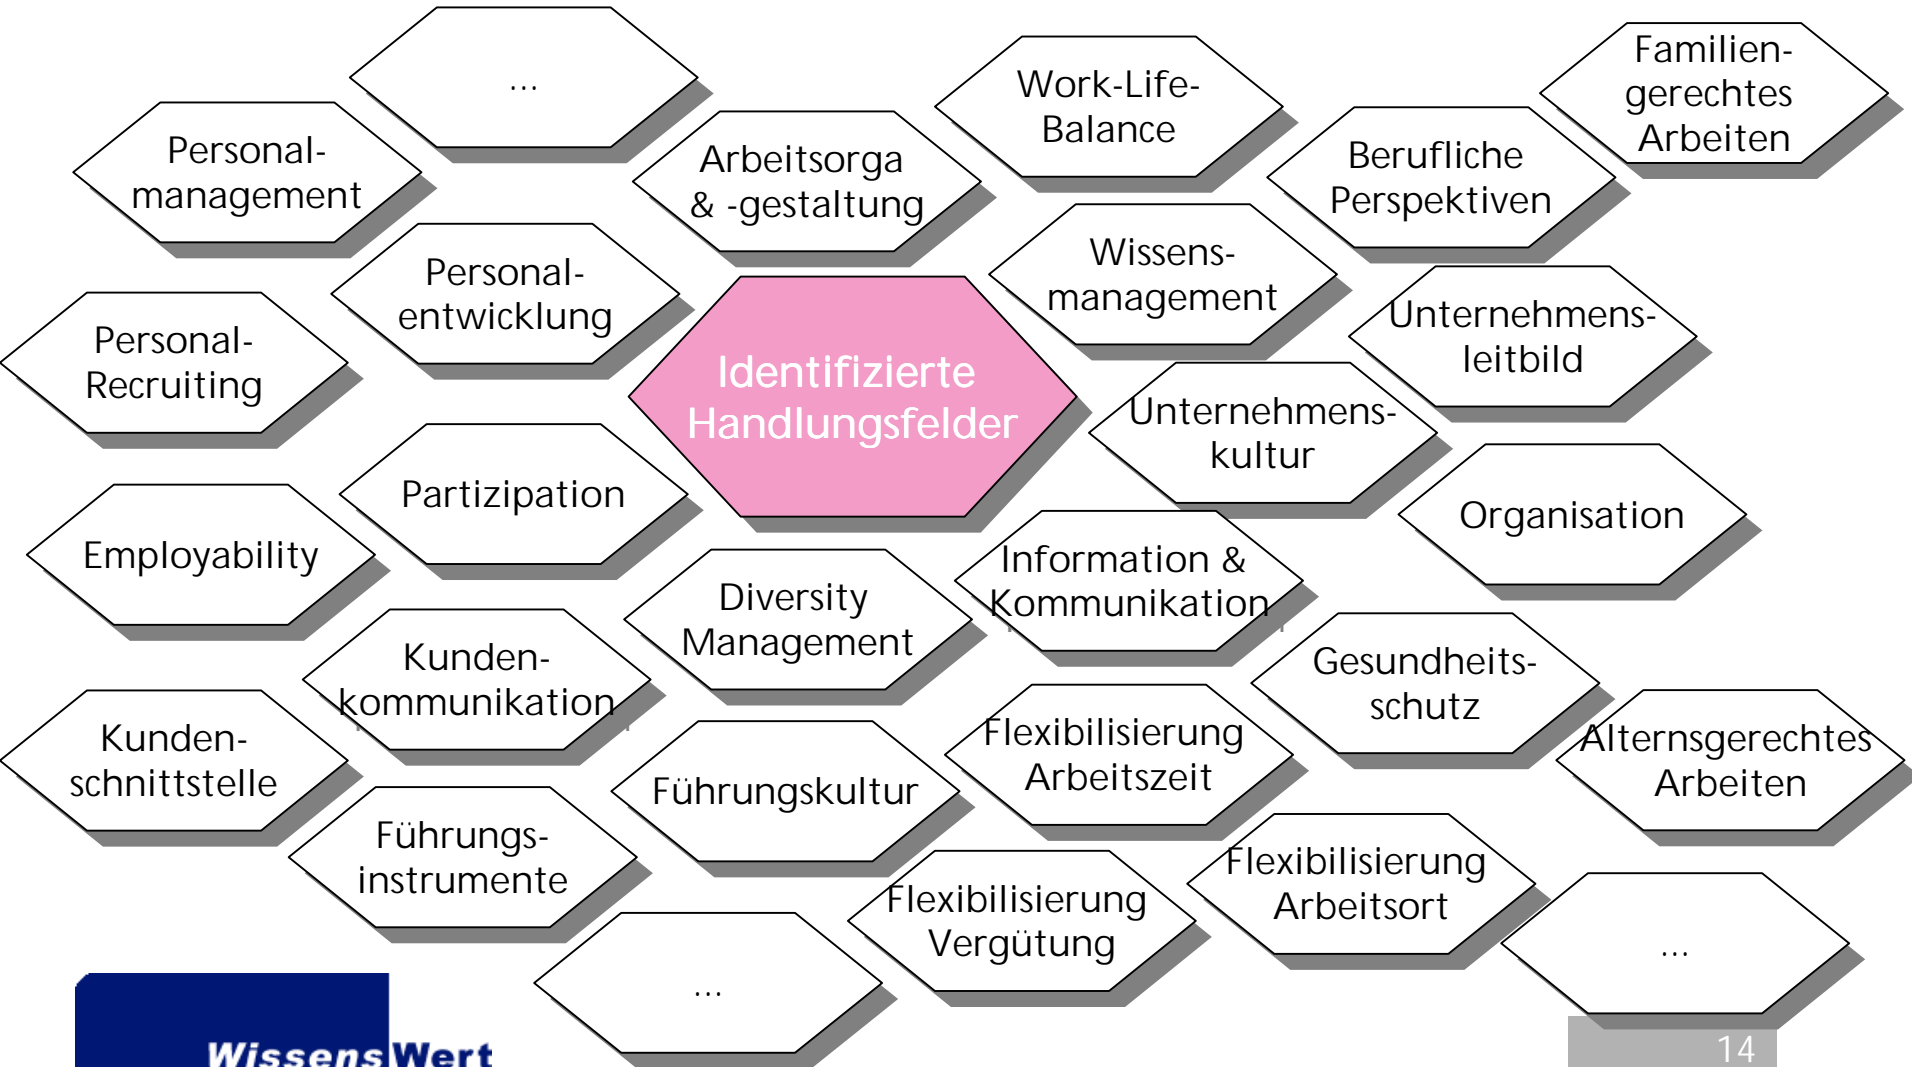 ...
Familien-
gerechtes
Arbeiten
Work-Life-
Balance
Personal-
management
Arbeitsorga
& -gestaltung
Berufliche
Perspektiven
Personal-
entwicklung
Wissens-
management
Personal-
Recruiting
Identifizierte
Handlungsfelder
Unternehmens-
leitbild
Unternehmens-
kultur
Partizipation
Organisation
Employability
Information &
Kommunikation
Diversity
Management
Kunden-
kommunikation
Gesundheits-
schutz
Kunden-
schnittstelle
Führungskultur
Flexibilisierung
Arbeitszeit
Alternsgerechtes
Arbeiten
Führungs-
instrumente
Flexibilisierung
Vergütung
Flexibilisierung
Arbeitsort
...
...
WissensWert
14